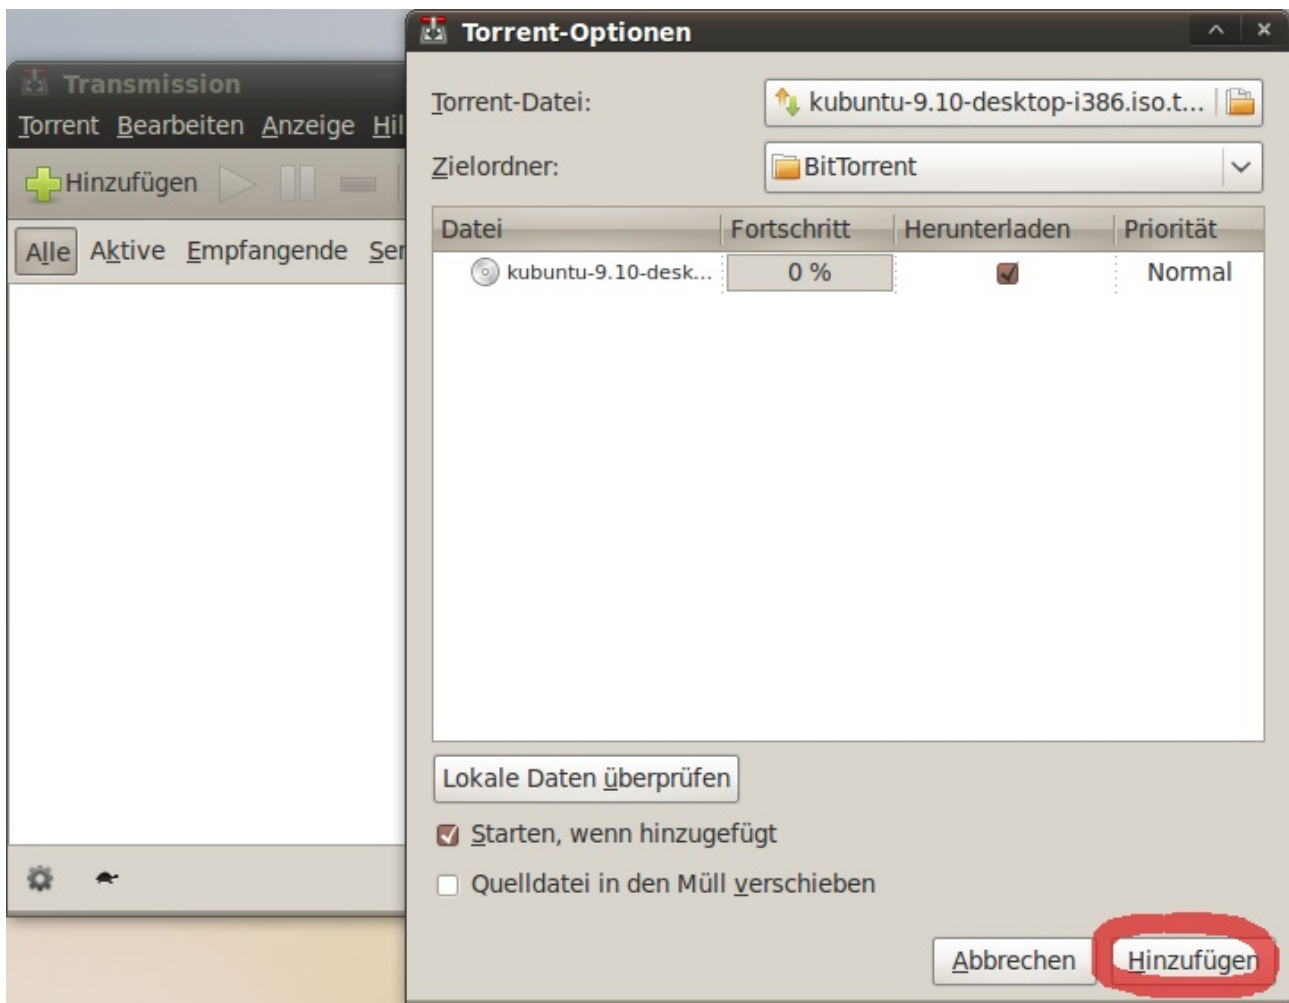 Torrent-Optionen
Transmission
Torrent Bearbeiten Anzeige Hil
Hinzufügen
Alle Aktive Empfangende Ser
Torrent-Datei: kubuntu-9.10-desktop-i386.iso.t...
Zielordner: BitTorrent
Datei Fortschritt Herunterladen Priorität
kubuntu-9.10-desk... 0 % Normal
Lokale Daten überprüfen
Starten, wenn hinzugefügt
Quelldatei in den Müll verschieben
Abbrechen Hinzufügen